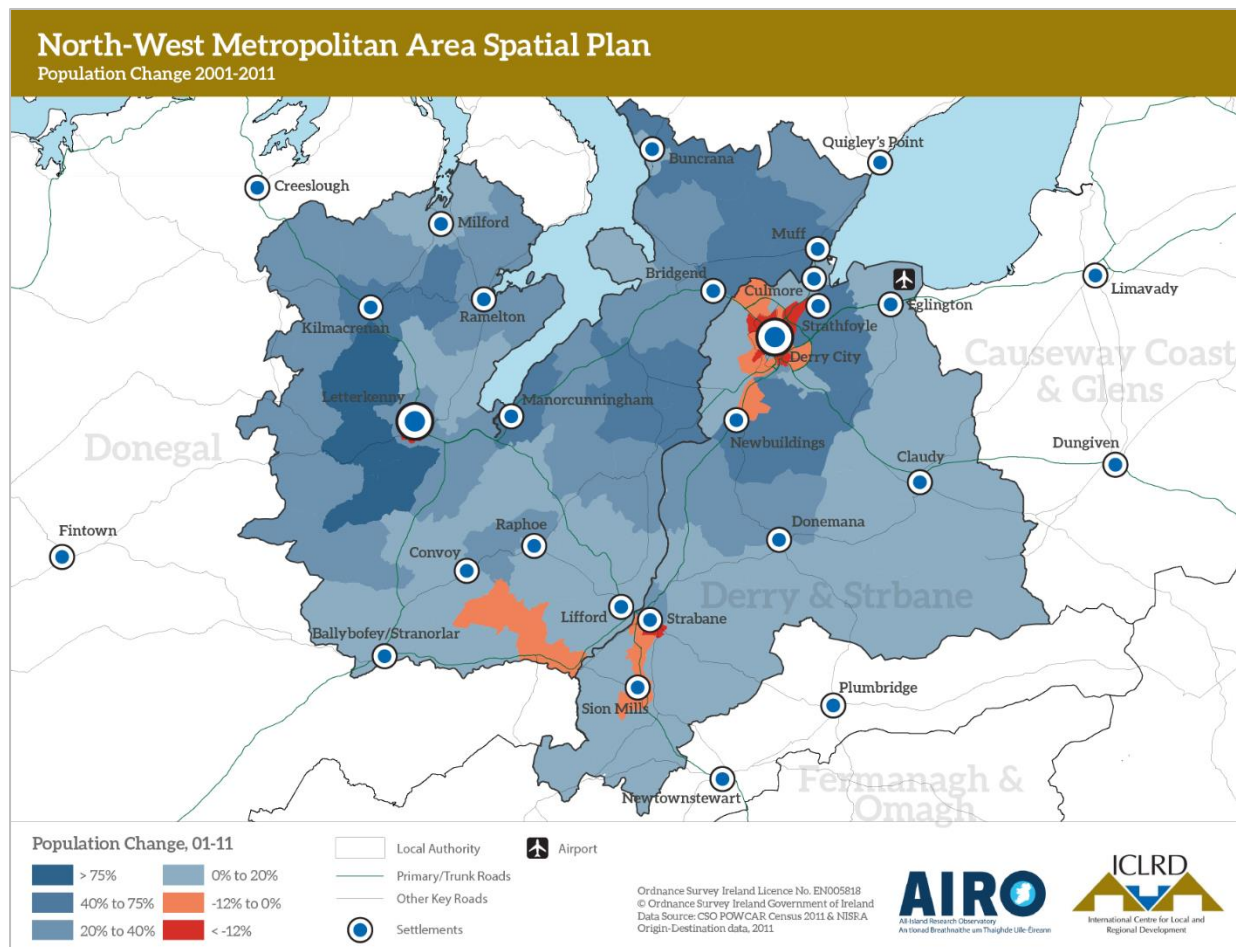 North-West Metropolitan Area Spatial Plan
Population Change 2001-2011
Quigley's Point
Buncrana
Creeslough
Milford
Muff
Bridgend
Culmore
Limavady
Eglington
Ramelton
Kilmacrenan
Strathfoyle
Causeway Coast
& Glens
Derry City
Letterkenny
Manorcunningham
Donegal
Newbuildings
Dungiven
Claudy
Fintown
Raphoe
Donemana
Convoy
Derry & Strbane
Lifford
Strabane
Ballybofey/Stranorlar
Plumbridge
Sion Mills
Fermanagh &
Omagh
Newtownstewart
Population Change, 01-11
> 75%
40% to 75%
20% to 40%
0% to 20%
-12% to 0%
< -12%
Local Authority
Primary/Trunk Roads
Other Key Roads
Settlements
Airport
Ordnance Survey Ireland Licence No. EN005818
© Ordnance Survey Ireland Government of Ireland
Data Source: CSO POWCAR Census 2011 & NISRA
Origin-Destination data, 2011
AIRO
All-Island Research Observatory
An tIonad Breathnaithe um Thaighde Uile-Éireann
ICLRD
International Centre for Local and
Regional Development